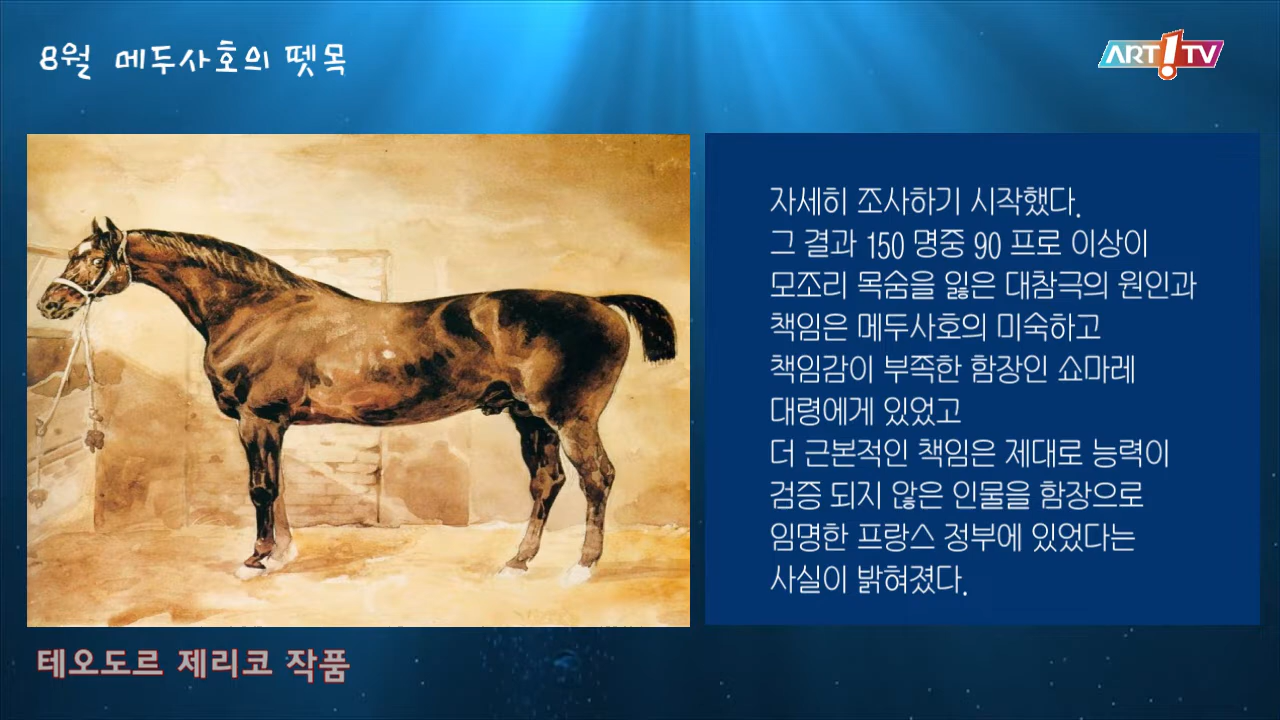 8월 메두사호의 뗏목
ART!TV
자세히 조사하기 시작했다.
그 결과 150 명중 90 프로 이상이
모조리 목숨을 잃은 대참극의 원인과
책임은 메두사호의 미숙하고
책임감이 부족한 함장인 쇼마레
대령에게 있었고
더 근본적인 책임은 제대로 능력이
검증 되지 않은 인물을 함장으로
임명한 프랑스 정부에 있었다는
사실이 밝혀졌다.
테오도르 제리코 작품